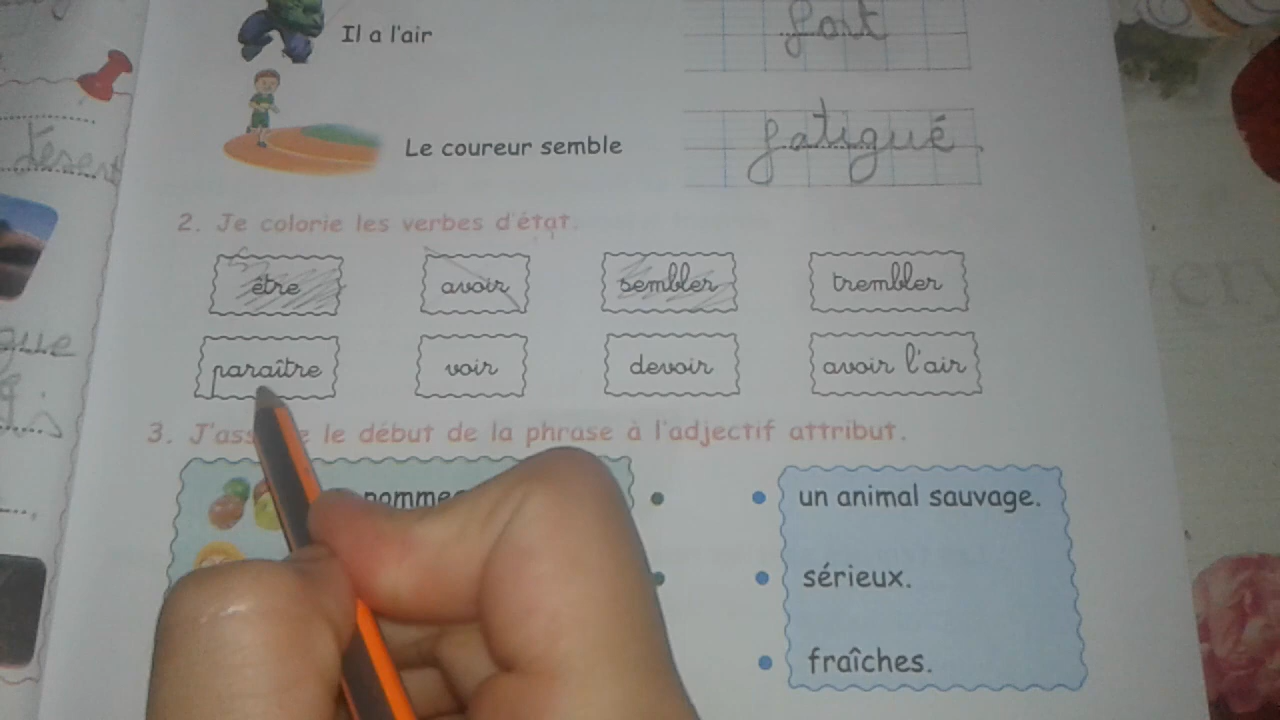 Il a l'air fort
Le coureur semble fatigué
2. Je colorie les verbes d'état.
être avoir sembler trembler
paraître voir devoir avoir l'air
3. le début de la phrase à l'adjectif attribut.
un animal sauvage.
sérieux.
fraîches.